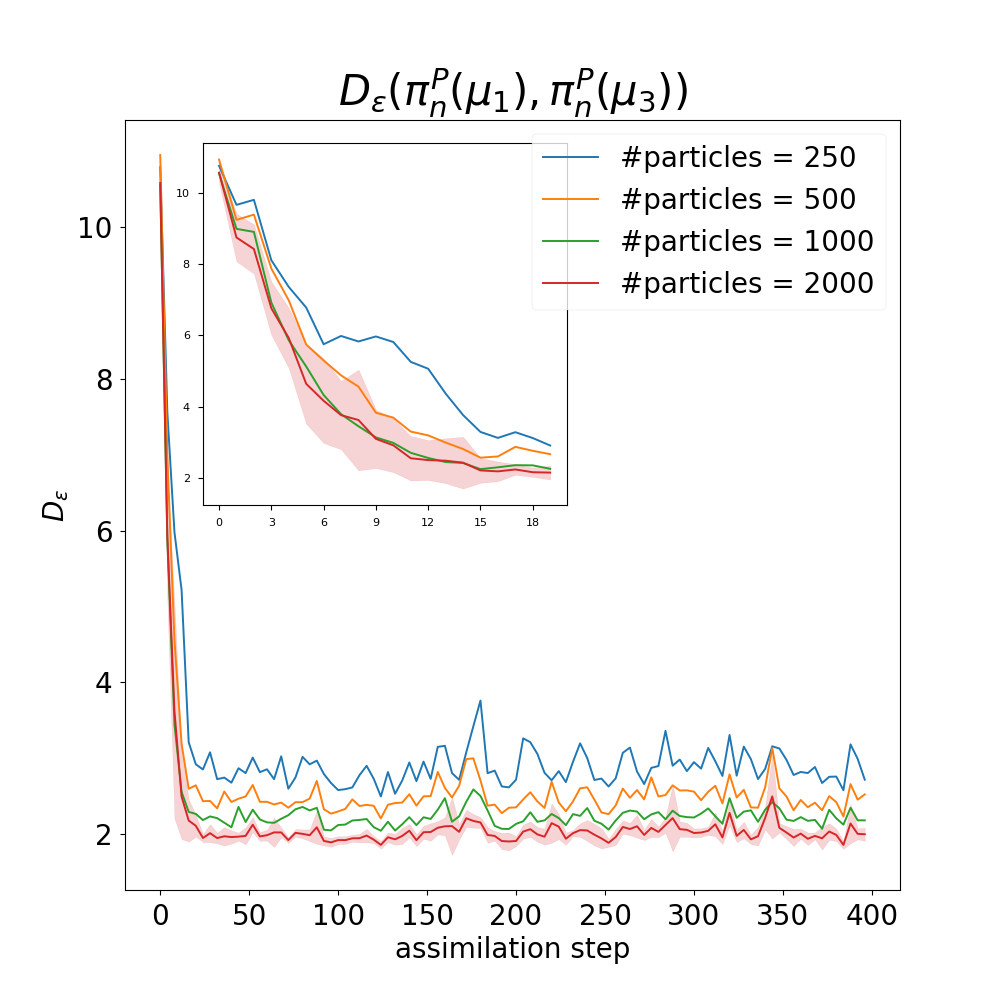 D_ε(π_n^P(μ_1), π_n^P(μ_3))
#particles = 250
#particles = 500
#particles = 1000
#particles = 2000
10
8
6
4
2
0 3 6 9 12 15 18
10
8
6
4
2
D_ε
0 50 100 150 200 250 300 350 400
assimilation step